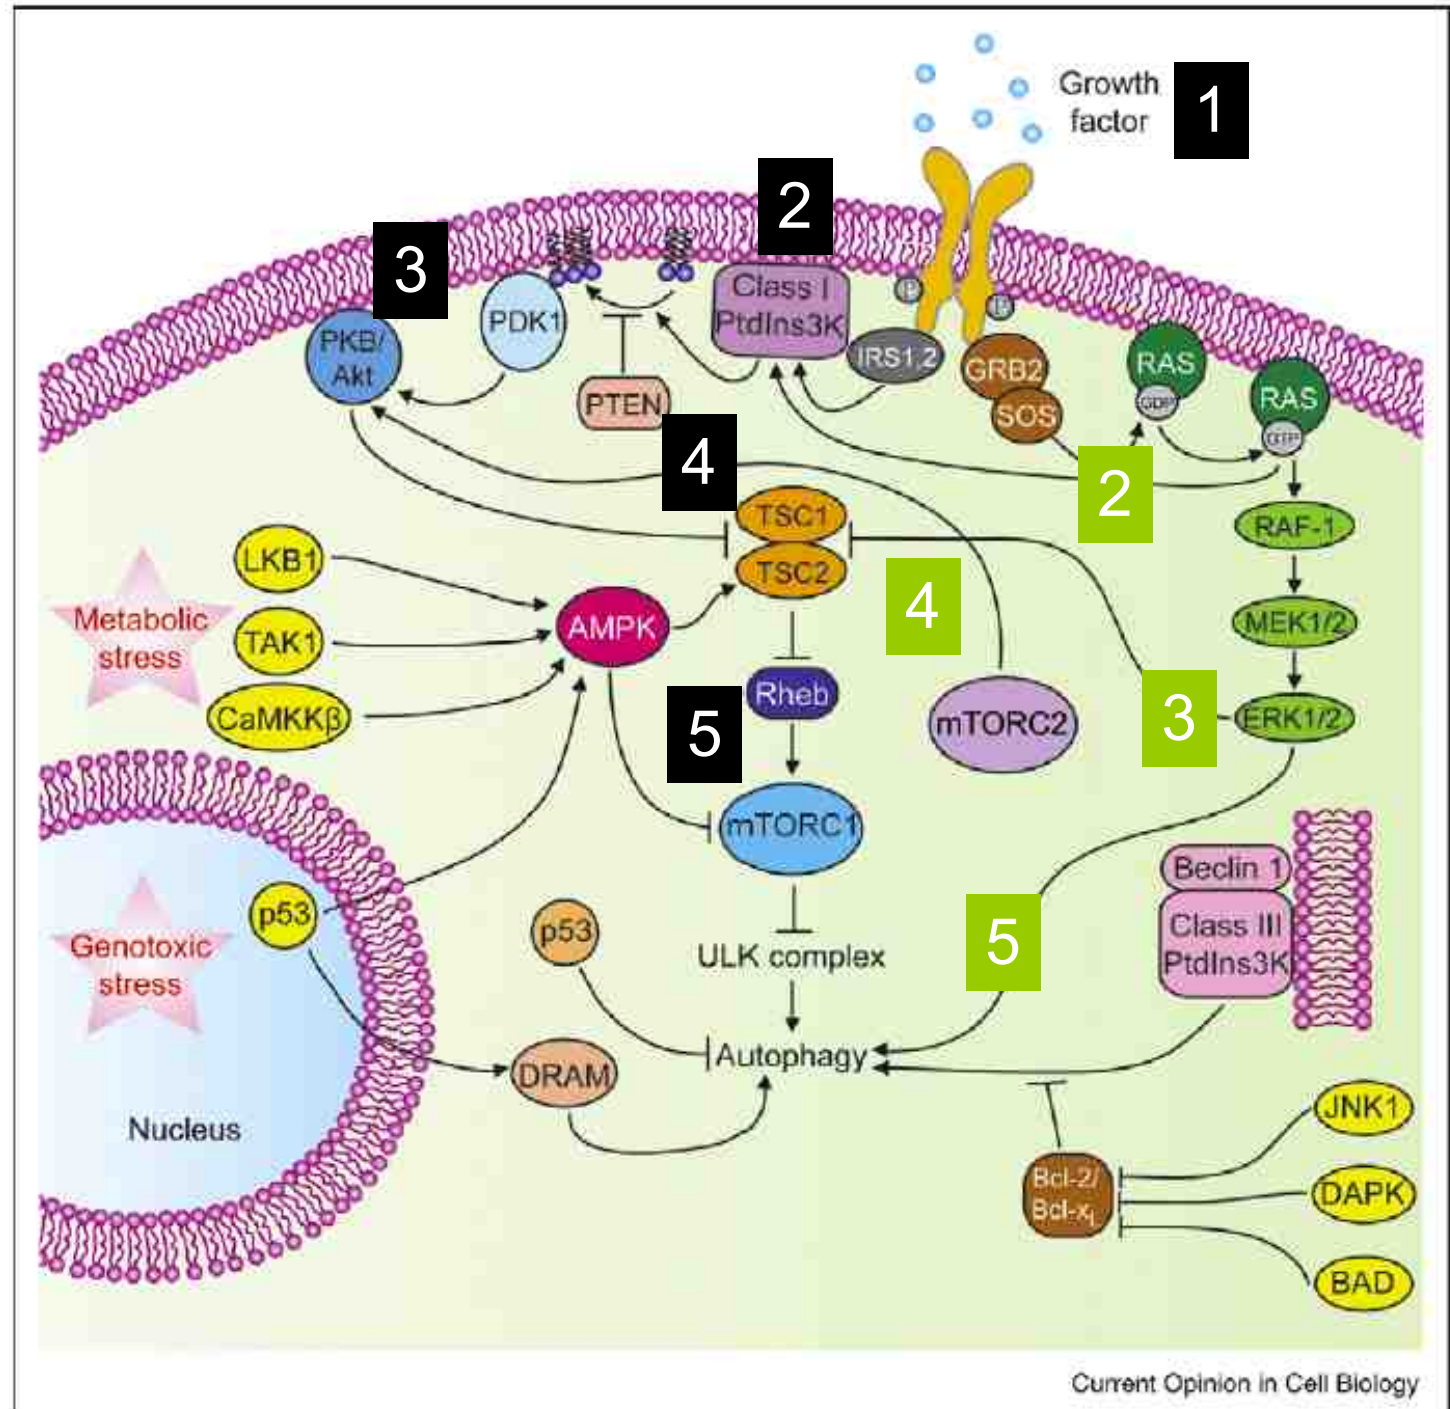 Growth
factor
1
2
3
Class I
PtdIns3K
P
P
PDK1
PKB/
Akt
IRS1,2
GRB2
SOS
RAS
GDP
RAS
GTP
PTEN
4
2
TSC1
TSC2
RAF-1
LKB1
Metabolic
stress
TAK1
CaMKKβ
AMPK
4
MEK1/2
Rheb
5
mTORC2
3
ERK1/2
mTORC1
Beclin 1
Class III
PtdIns3K
p53
Genotoxic
stress
p53
ULK complex
5
Autophagy
DRAM
Nucleus
JNK1
Bcl-2/
Bcl-xL
DAPK
BAD
Current Opinion in Cell Biology